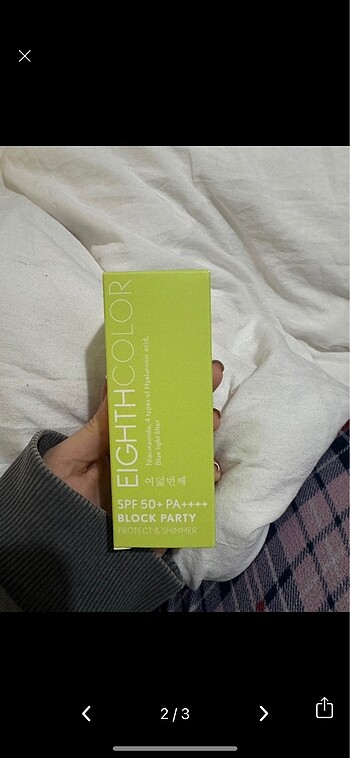 EIGHTHCOLOR
Niacinamide, 4 types of Hyaluronic acid,
Blue light filter
여덟번째
SPF 50+ PA++++
BLOCK PARTY
PROTECT & SHIMMER
2/3